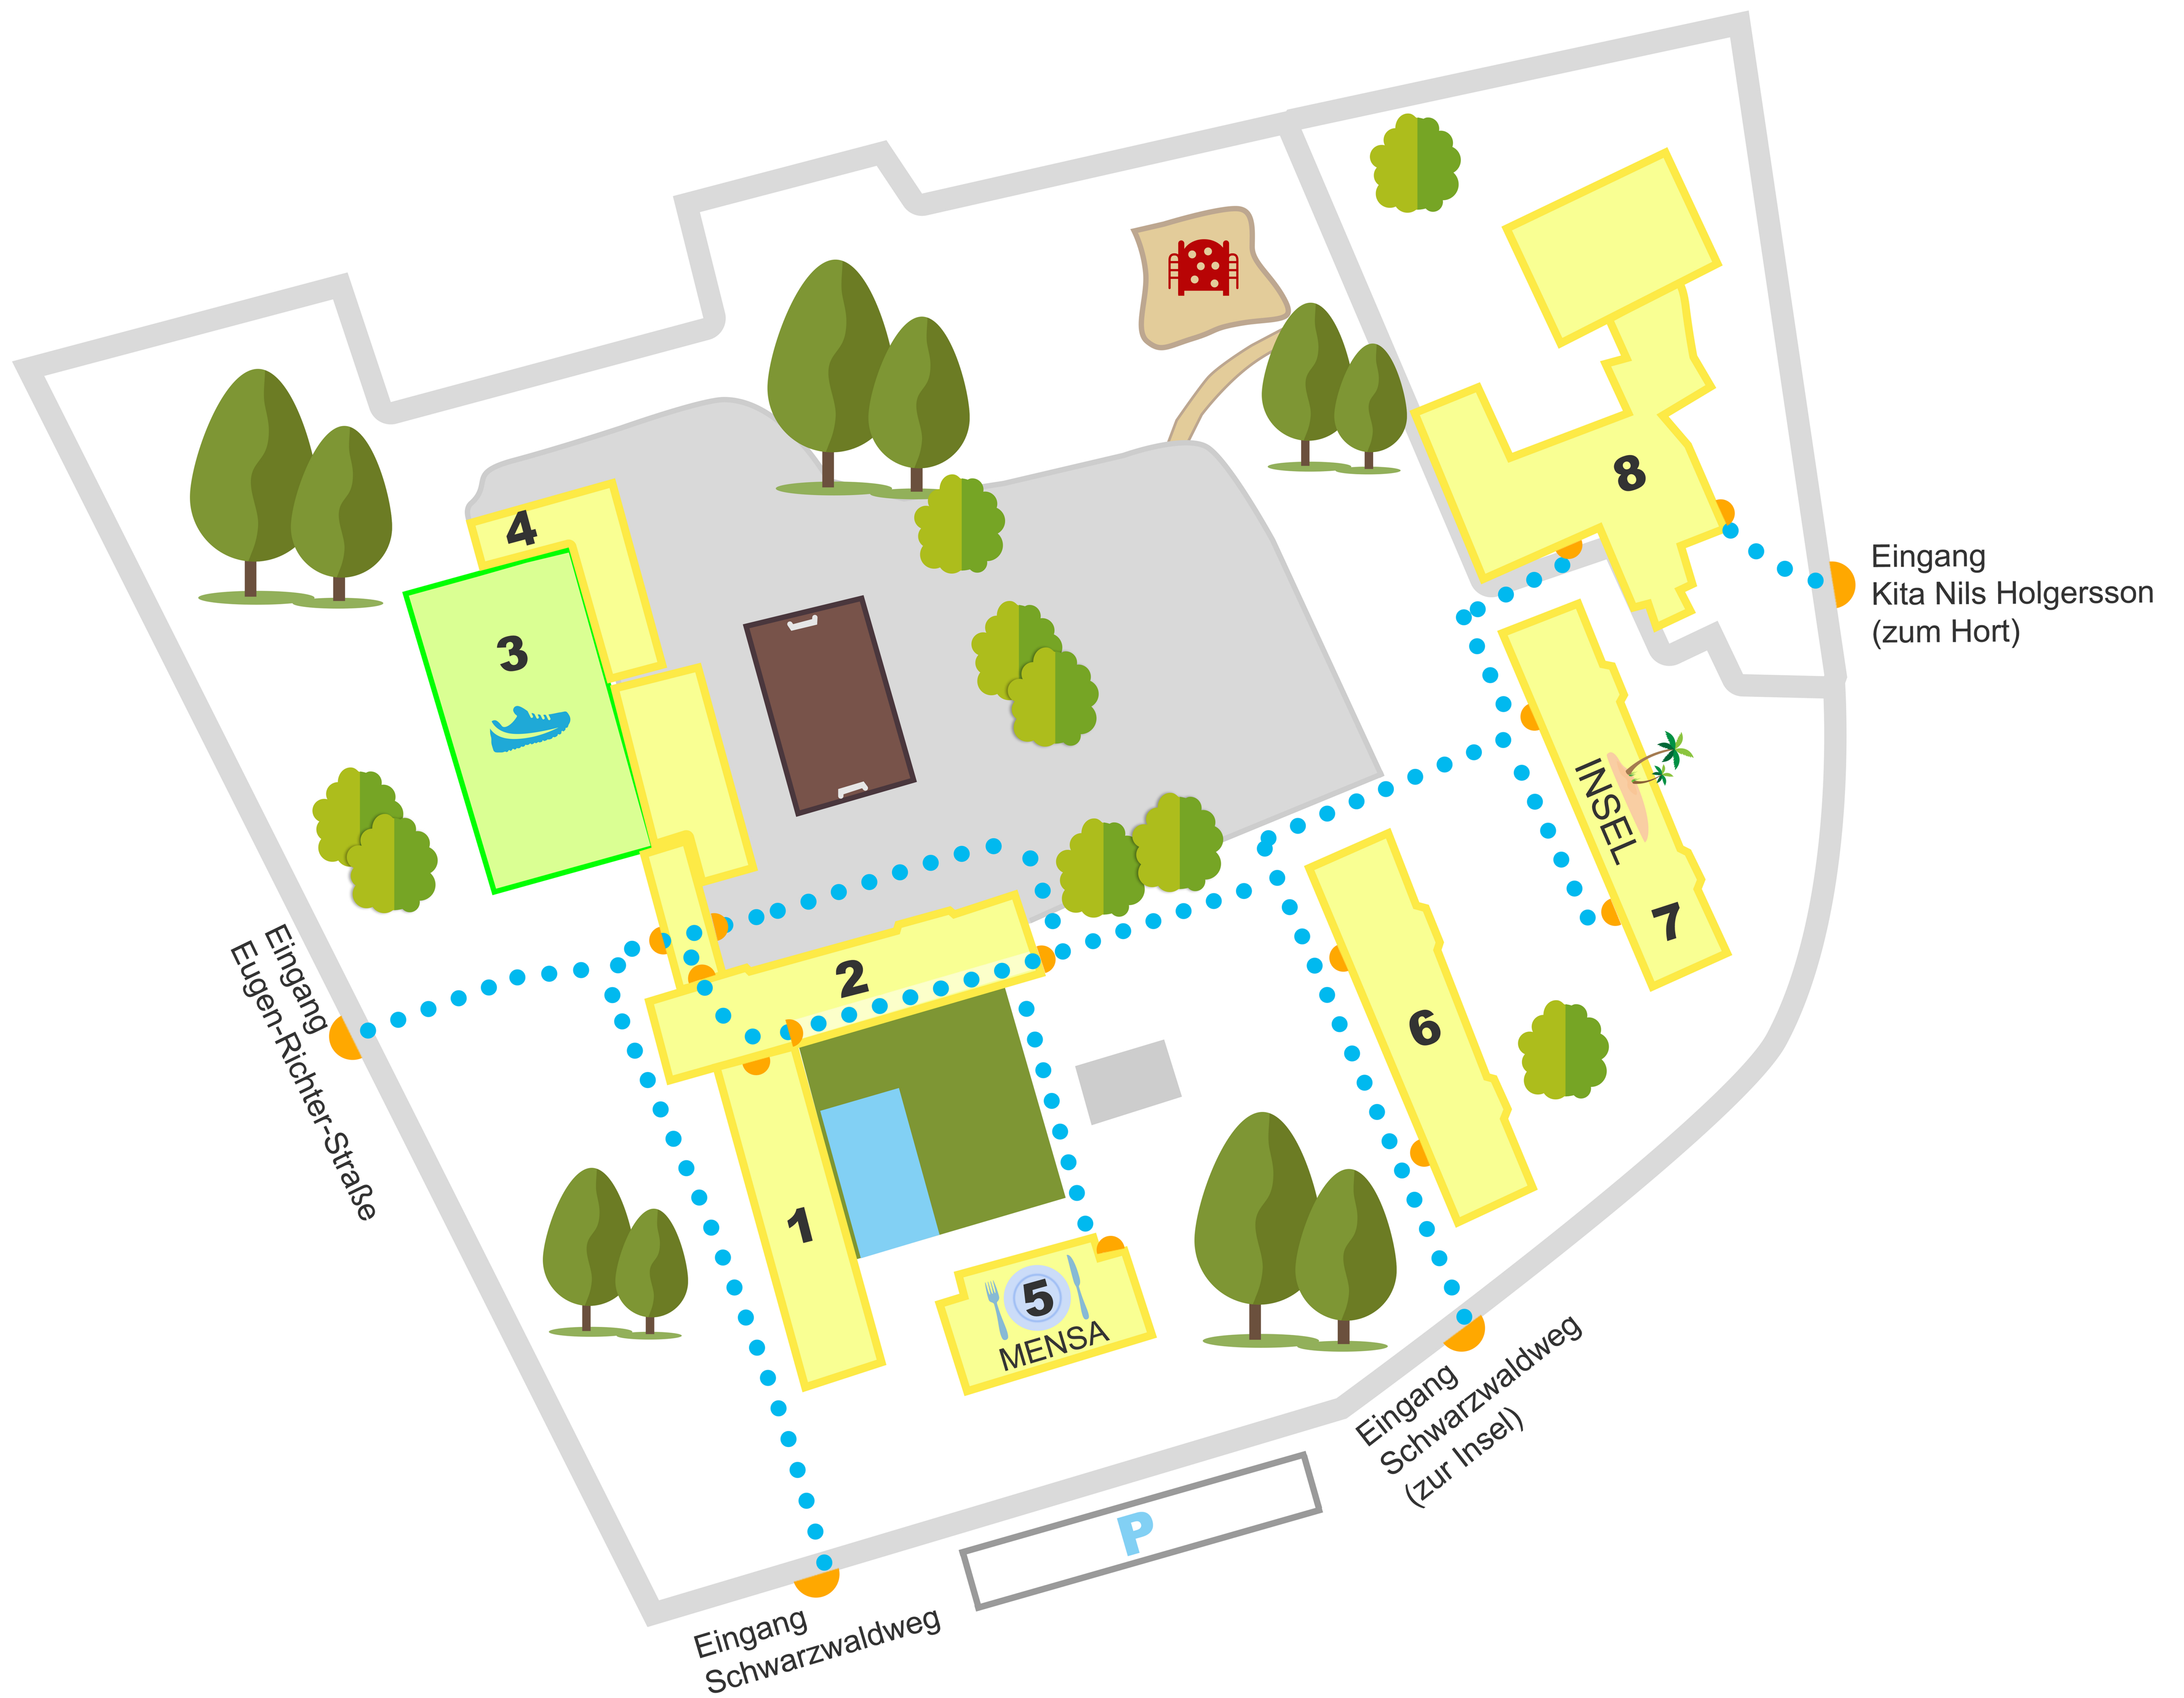 8
Eingang
Kita Nils Holgersson
(zum Hort)
4
3
INSEL
7
2
Eingang
Eugen-Richter-Straße
6
1
5
MENSA
Eingang
Schwarzwaldweg
(zur Insel)
P
Eingang
Schwarzwaldweg